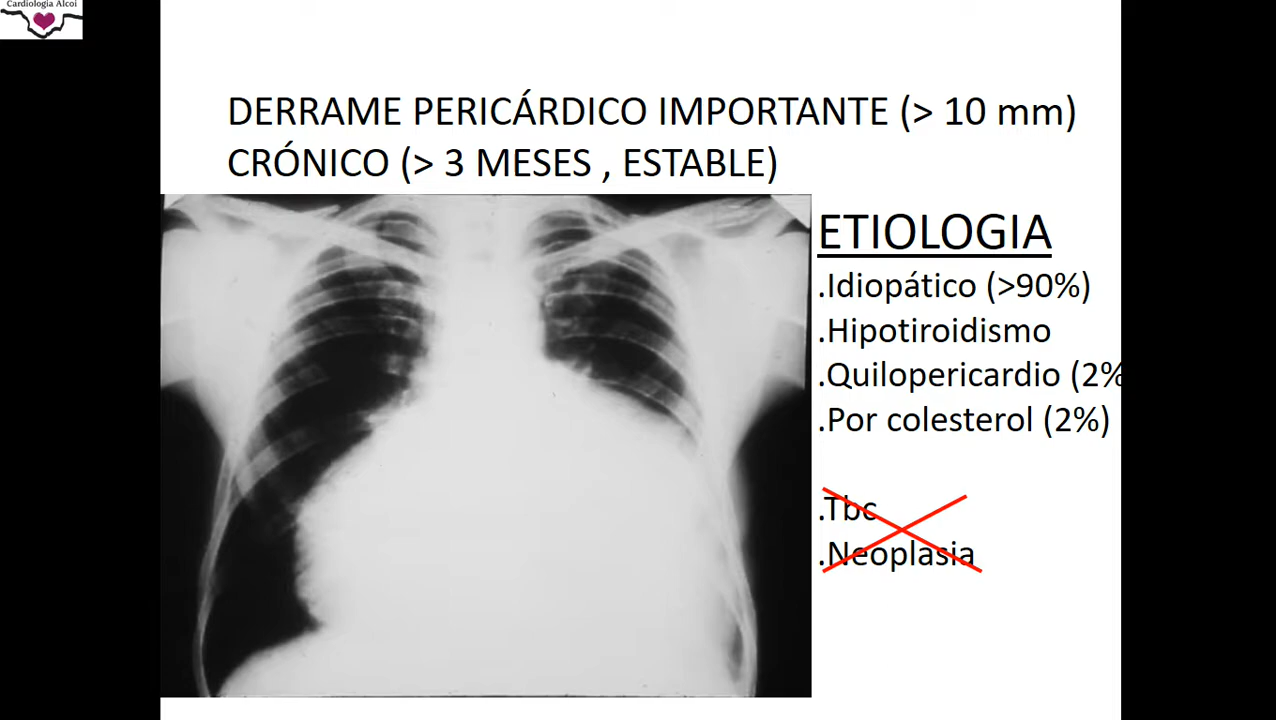 Cardiología Alcoi
DERRAME PERICÁRDICO IMPORTANTE (> 10 mm)
CRÓNICO (> 3 MESES , ESTABLE)
ETIOLOGIA
.Idiopático (>90%)
.Hipotiroidismo
.Quilopericardio (2%
.Por colesterol (2%)
.Tbc
.Neoplasia